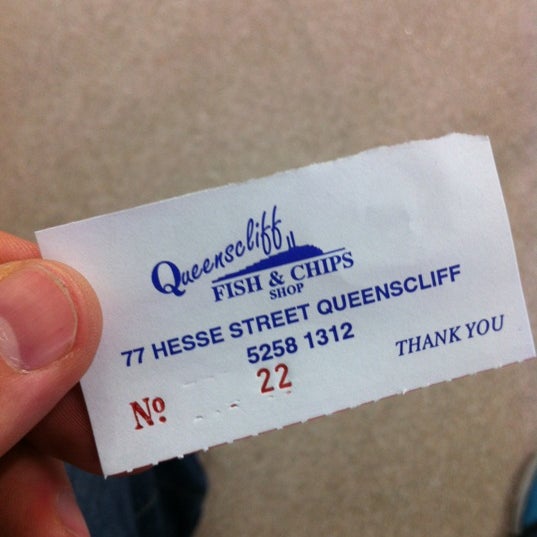 Queenscliff
FISH & CHIPS
SHOP
77 HESSE STREET QUEENSCLIFF
5258 1312
THANK YOU
No 22